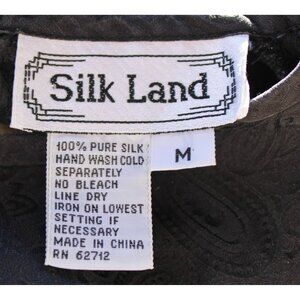 Silk Land
100% PURE SILK
HAND WASH COLD
SEPARATELY
NO BLEACH
LINE DRY
IRON ON LOWEST
SETTING IF
NECESSARY
MADE IN CHINA
RN 62712
M